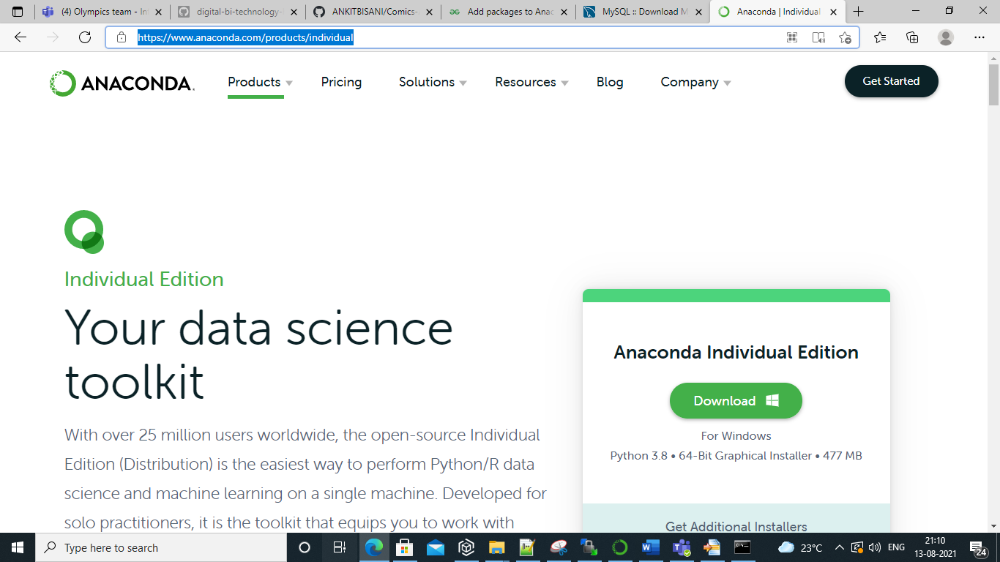 (4) Olympics team - In
digital-bi-technology-
ANKITBISANI/Comics-
Add packages to Anac
MySQL :: Download M
Anaconda | Individual
https://www.anaconda.com/products/individual
ANACONDA.
Products
Pricing
Solutions
Resources
Blog
Company
Get Started
Individual Edition
Your data science
toolkit
With over 25 million users worldwide, the open-source Individual
Edition (Distribution) is the easiest way to perform Python/R data
science and machine learning on a single machine. Developed for
solo practitioners, it is the toolkit that equips you to work with
Anaconda Individual Edition
Download
For Windows
Python 3.8 • 64-Bit Graphical Installer • 477 MB
Get Additional Installers
Type here to search
23°C
ENG
21:10
13-08-2021
24